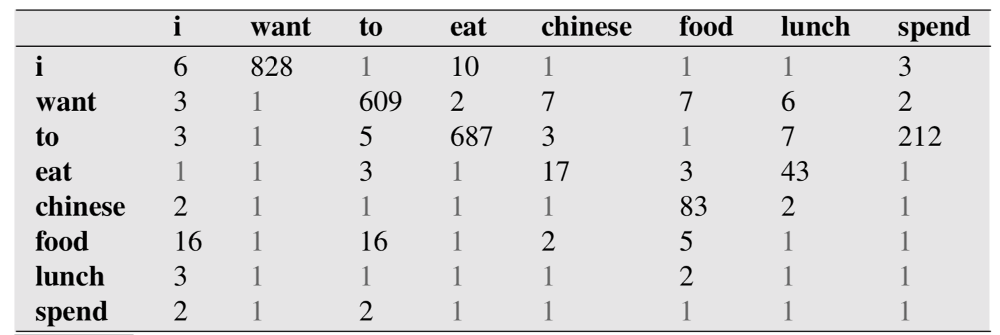 i want to eat chinese food lunch spend
i 6 828 1 10 1 1 1 3
want 3 1 609 2 7 7 6 2
to 3 1 5 687 3 1 7 212
eat 1 1 3 1 17 3 43 1
chinese 2 1 1 1 1 83 2 1
food 16 1 16 1 2 5 1 1
lunch 3 1 1 1 1 2 1 1
spend 2 1 2 1 1 1 1 1